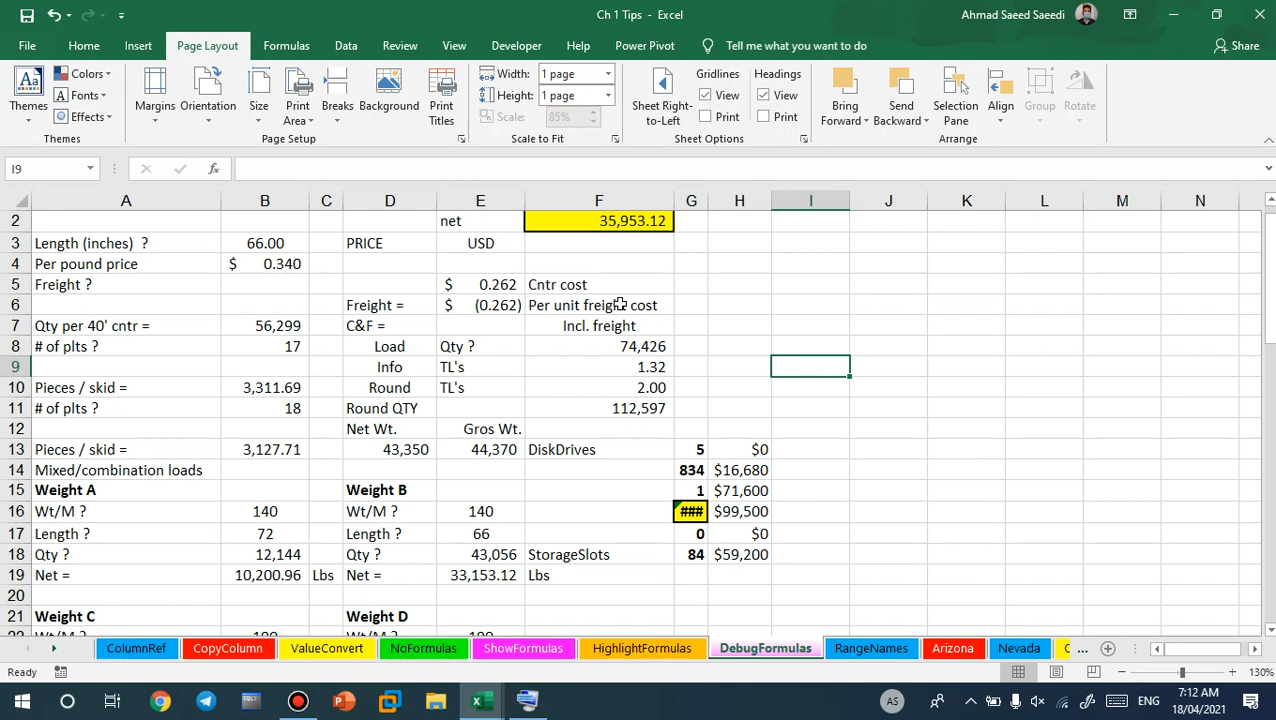 Ch 1 Tips - Excel
Ahmad Saeed Saeedi
File Home Insert Page Layout Formulas Data Review View Developer Help Power Pivot Tell me what you want to do Share
Themes
Colors
Fonts
Effects
Themes
Margins
Orientation
Size
Print Area
Breaks
Background
Print Titles
Page Setup
Width: 1 page
Height: 1 page
Scale: 85%
Scale to Fit
Gridlines Headings
View View
Print Print
Sheet Right-to-Left
Sheet Options
Bring Forward
Send Backward
Selection Pane
Align
Group
Rotate
Arrange
I9 fx
A B C D E F G H I J K L M N
2 net 35,953.12
3 Length (inches) ? 66.00 PRICE USD
4 Per pound price $ 0.340
5 Freight ? $ 0.262 Cntr cost
6 Freight = $ (0.262) Per unit freight cost
7 Qty per 40' cntr = 56,299 C&F = Incl. freight
8 # of plts ? 17 Load Qty ? 74,426
9 Info TL's 1.32
10 Pieces / skid = 3,311.69 Round TL's 2.00
11 # of plts ? 18 Round QTY 112,597
12 Net Wt. Gros Wt.
13 Pieces / skid = 3,127.71 43,350 44,370 DiskDrives 5 $0
14 Mixed/combination loads 834 $16,680
15 Weight A Weight B 1 $71,600
16 Wt/M ? 140 Wt/M ? 140 ### $99,500
17 Length ? 72 Length ? 66 0 $0
18 Qty ? 12,144 Qty ? 43,056 StorageSlots 84 $59,200
19 Net = 10,200.96 Lbs Net = 33,153.12 Lbs
20
21 Weight C Weight D
ColumnRef CopyColumn ValueConvert NoFormulas ShowFormulas HighlightFormulas DebugFormulas RangeNames Arizona Nevada ...
Ready 130%
AS ENG 7:12 AM
18/04/2021